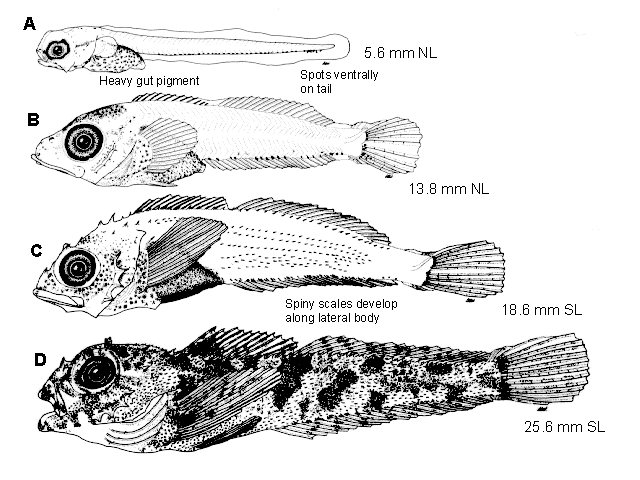 A
5.6 mm NL
Heavy gut pigment
Spots ventrally
on tail
B
13.8 mm NL
C
Spiny scales develop
along lateral body
18.6 mm SL
D
25.6 mm SL